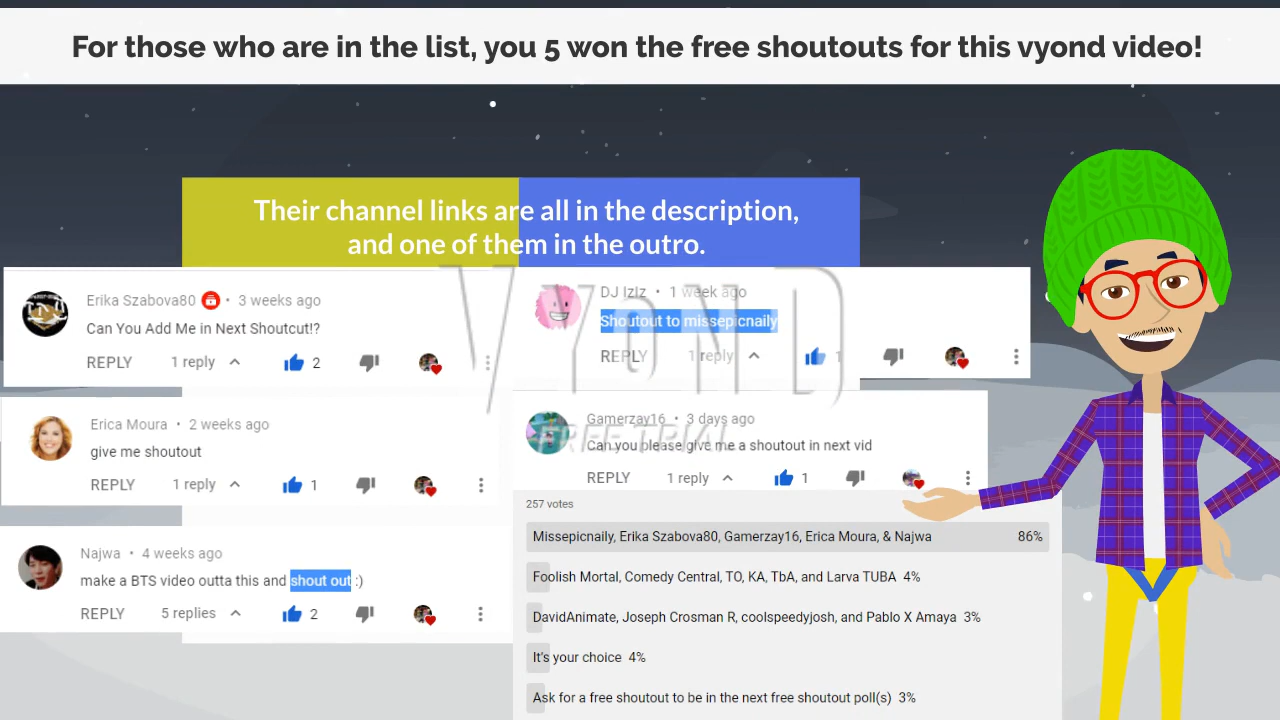 For those who are in the list, you 5 won the free shoutouts for this vyond video!
Their channel links are all in the description,
and one of them in the outro.
Erika Szabova80 • 3 weeks ago
Can You Add Me in Next Shoutcut!?
REPLY 1 reply 2
DJ IzIz • 1 week ago
Shoutout to missepicnaily
REPLY 1 reply 1
Erica Moura • 2 weeks ago
give me shoutout
REPLY 1 reply 1
Gamerzay16 • 3 days ago
Can you please give me a shoutout in next vid
REPLY 1 reply 1
Najwa • 4 weeks ago
make a BTS video outta this and shout out :)
REPLY 5 replies 2
257 votes
Missepicnaily, Erika Szabova80, Gamerzay16, Erica Moura, & Najwa 86%
Foolish Mortal, Comedy Central, TO, KA, TbA, and Larva TUBA 4%
DavidAnimate, Joseph Crosman R, coolspeedyjosh, and Pablo X Amaya 3%
It's your choice 4%
Ask for a free shoutout to be in the next free shoutout poll(s) 3%
VYOND
FREE TRIAL